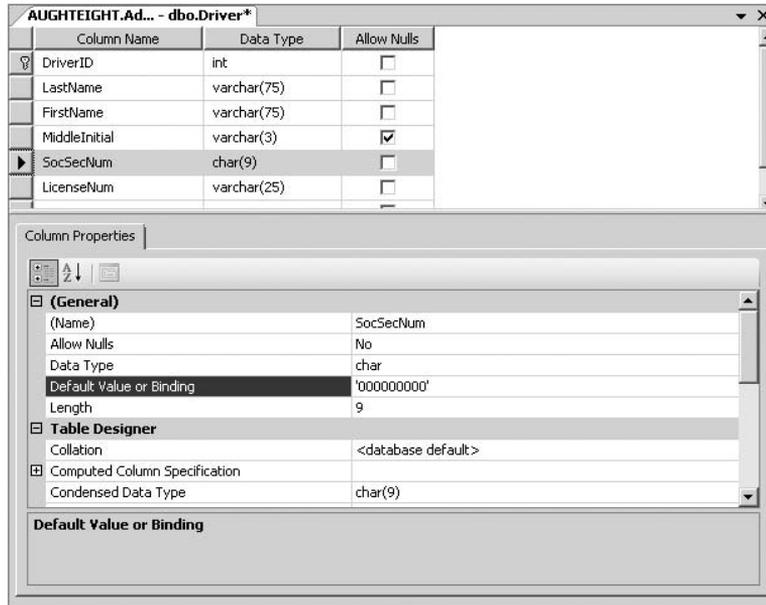 AUGHTEIGHT.Ad... - dbo.Driver*
Column Name Data Type Allow Nulls
DriverID int
LastName varchar(75)
FirstName varchar(75)
MiddleInitial varchar(3)
SocSecNum char(9)
LicenseNum varchar(25)
Column Properties
(General)
(Name) SocSecNum
Allow Nulls No
Data Type char
Default Value or Binding '000000000'
Length 9
Table Designer
Collation <database default>
Computed Column Specification
Condensed Data Type char(9)
Default Value or Binding